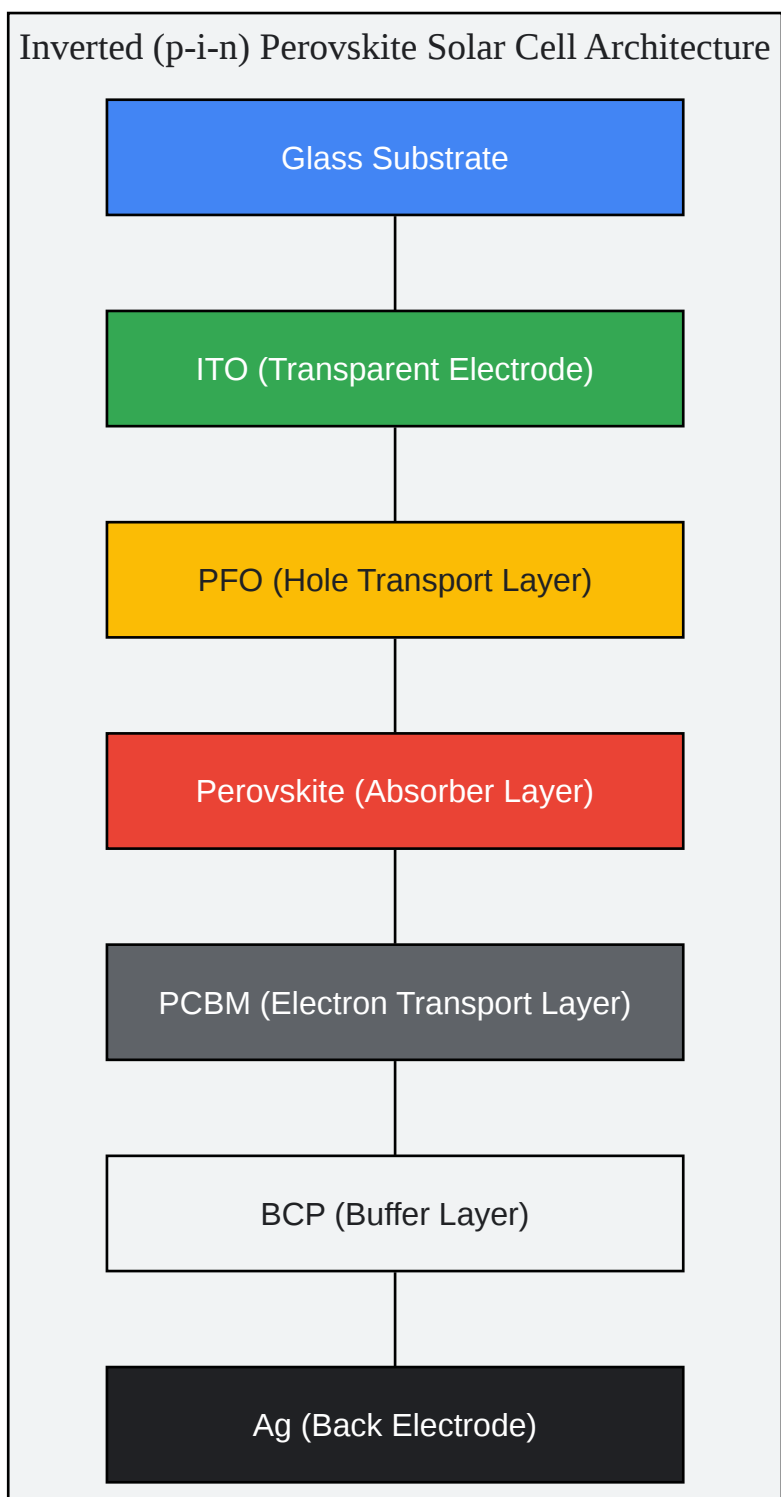 Inverted (p-i-n) Perovskite Solar Cell Architecture
Glass Substrate
ITO (Transparent Electrode)
PFO (Hole Transport Layer)
Perovskite (Absorber Layer)
PCBM (Electron Transport Layer)
BCP (Buffer Layer)
Ag (Back Electrode)